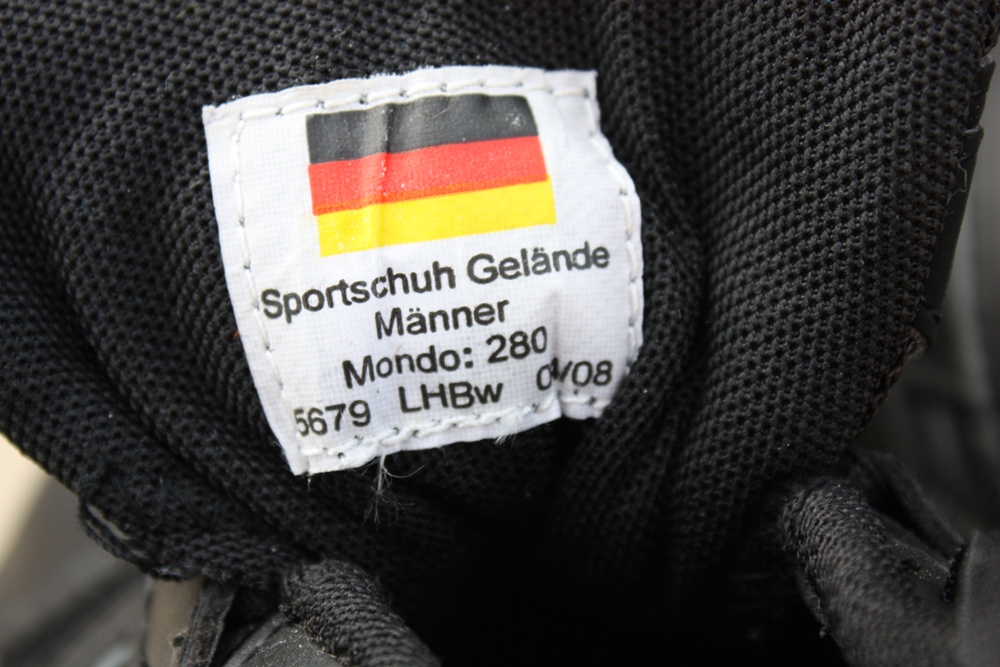 Sportschuh Gelände
Männer
Mondo: 280
5679 LHBw 04/08